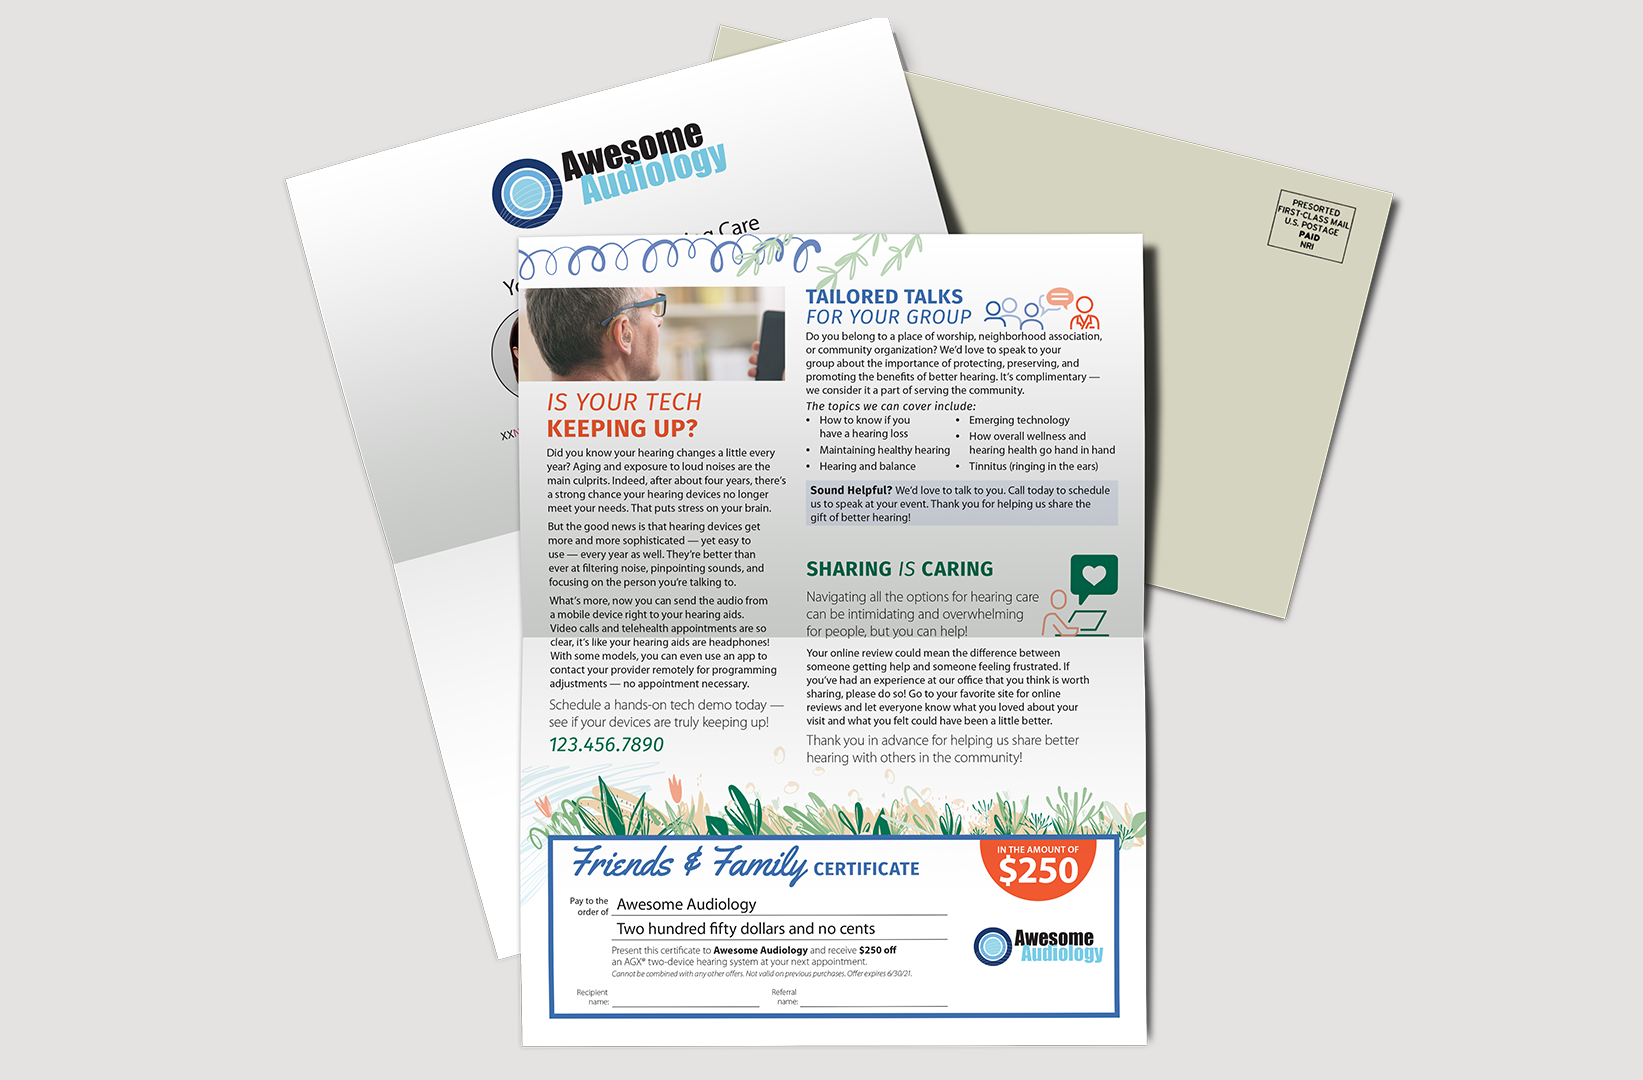 Awesome
Audiology
Care
PRESORTED
FIRST-CLASS MAIL
U.S. POSTAGE
PAID
NRI
IS YOUR TECH
KEEPING UP?
Did you know your hearing changes a little every
year? Aging and exposure to loud noises are the
main culprits. Indeed, after about four years, there's
a strong chance your hearing devices no longer
meet your needs. That puts stress on your brain.
But the good news is that hearing devices get
more and more sophisticated — yet easy to
use — every year as well. They're better than
ever at filtering noise, pinpointing sounds, and
focusing on the person you're talking to.
What's more, now you can send the audio from
a mobile device right to your hearing aids.
Video calls and telehealth appointments are so
clear, it's like your hearing aids are headphones!
With some models, you can even use an app to
contact your provider remotely for programming
adjustments — no appointment necessary.
Schedule a hands-on tech demo today —
see if your devices are truly keeping up!
123.456.7890
TAILORED TALKS
FOR YOUR GROUP
Do you belong to a place of worship, neighborhood association,
or community organization? We'd love to speak to your
group about the importance of protecting, preserving, and
promoting the benefits of better hearing. It's complimentary —
we consider it a part of serving the community.
The topics we can cover include:
• How to know if you
have a hearing loss
• Maintaining healthy hearing
• Hearing and balance
• Emerging technology
• How overall wellness and
hearing health go hand in hand
• Tinnitus (ringing in the ears)
Sound Helpful? We'd love to talk to you. Call today to schedule
us to speak at your event. Thank you for helping us share the
gift of better hearing!
SHARING IS CARING
Navigating all the options for hearing care
can be intimidating and overwhelming
for people, but you can help!
Your online review could mean the difference between
someone getting help and someone feeling frustrated. If
you've had an experience at our office that you think is worth
sharing, please do so! Go to your favorite site for online
reviews and let everyone know what you loved about your
visit and what you felt could have been a little better.
Thank you in advance for helping us share better
hearing with others in the community!
Friends & Family CERTIFICATE
IN THE AMOUNT OF
$250
Pay to the
order of
Awesome Audiology
Two hundred fifty dollars and no cents
Present this certificate to Awesome Audiology and receive $250 off
an AGX® two-device hearing system at your next appointment.
Cannot be combined with any other offers. Not valid on previous purchases. Offer expires 6/30/21.
Recipient
name:
Referral
name:
Awesome
Audiology